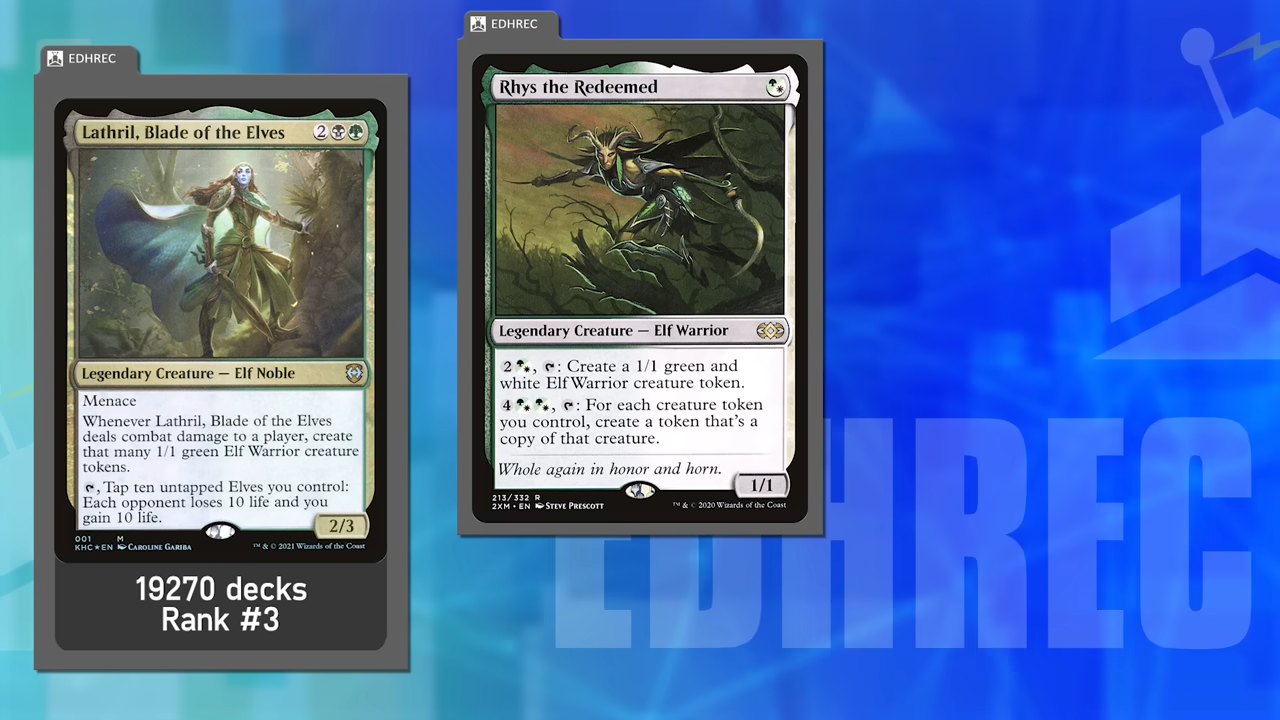 EDHREC
Lathril, Blade of the Elves 2
Legendary Creature — Elf Noble
Menace
Whenever Lathril, Blade of the Elves
deals combat damage to a player, create
that many 1/1 green Elf Warrior creature
tokens.
, Tap ten untapped Elves you control:
Each opponent loses 10 life and you
gain 10 life.
2/3
001 M
KHC★EN Caroline Gariba
™ & © 2021 Wizards of the Coast
19270 decks
Rank #3
EDHREC
Rhys the Redeemed
Legendary Creature — Elf Warrior
2 , : Create a 1/1 green and
white Elf Warrior creature token.
4 , : For each creature token
you control, create a token that's a
copy of that creature.
Whole again in honor and horn.
1/1
213/332 R
2XM • EN Steve Prescott
™ & © 2020 Wizards of the Coast
EDHREC